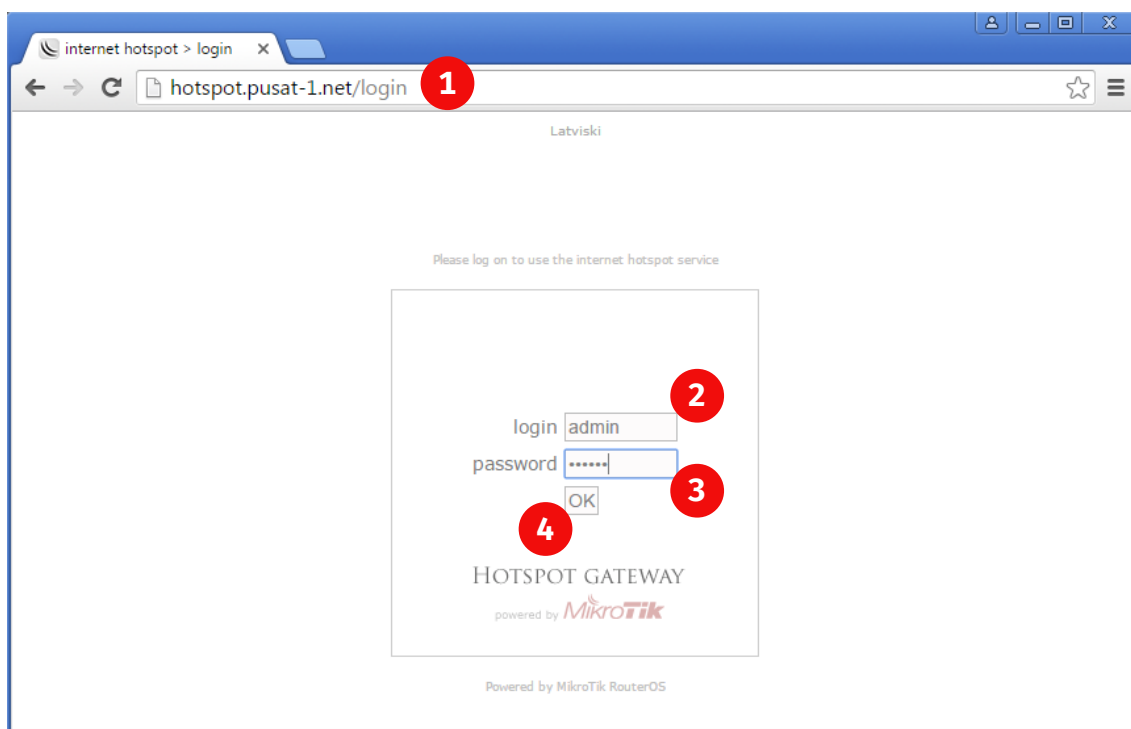 internet hotspot > login
hotspot.pusat-1.net/login 1
Latviski
Please log on to use the internet hotspot service
2
login admin
password ••••••
3
OK
4
HOTSPOT GATEWAY
powered by MikroTik
Powered by MikroTik RouterOS